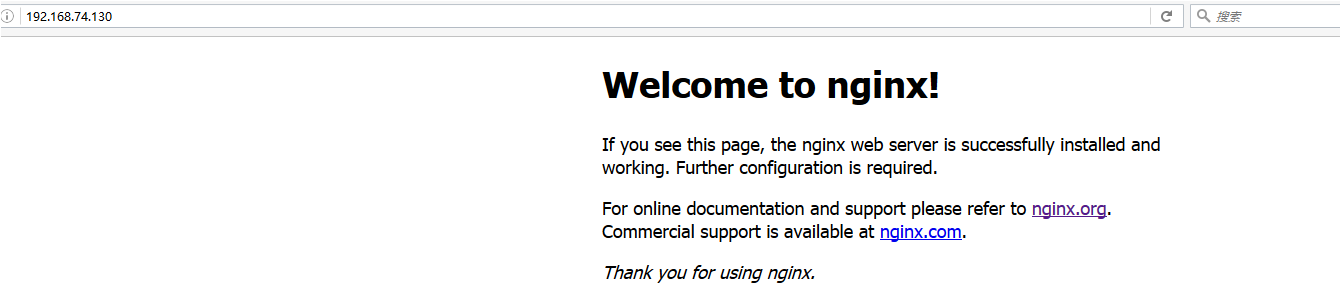 192.168.74.130
搜索
Welcome to nginx!
If you see this page, the nginx web server is successfully installed and
working. Further configuration is required.
For online documentation and support please refer to nginx.org.
Commercial support is available at nginx.com.
Thank you for using nginx.